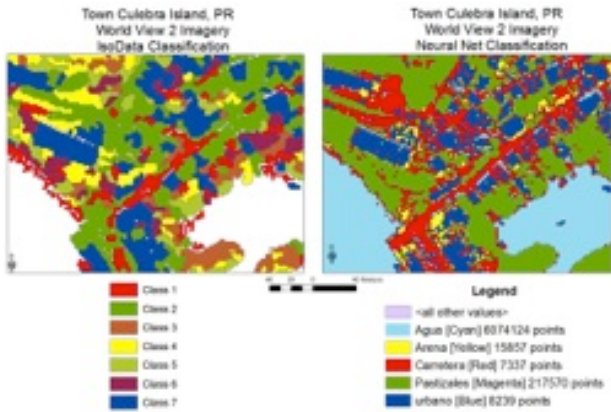 Town Culebra Island, PR
World View 2 Imagery
IsoData Classification
Town Culebra Island, PR
World View 2 Imagery
Neural Net Classification
Class 1
Class 2
Class 3
Class 4
Class 5
Class 6
Class 7
Legend
<all other values>
Agua [Cyan] 6074124 points
Arena [Yellow] 15857 points
Carretera [Red] 7337 points
Pastizales [Magenta] 217570 points
urbano [Blue] 8239 points